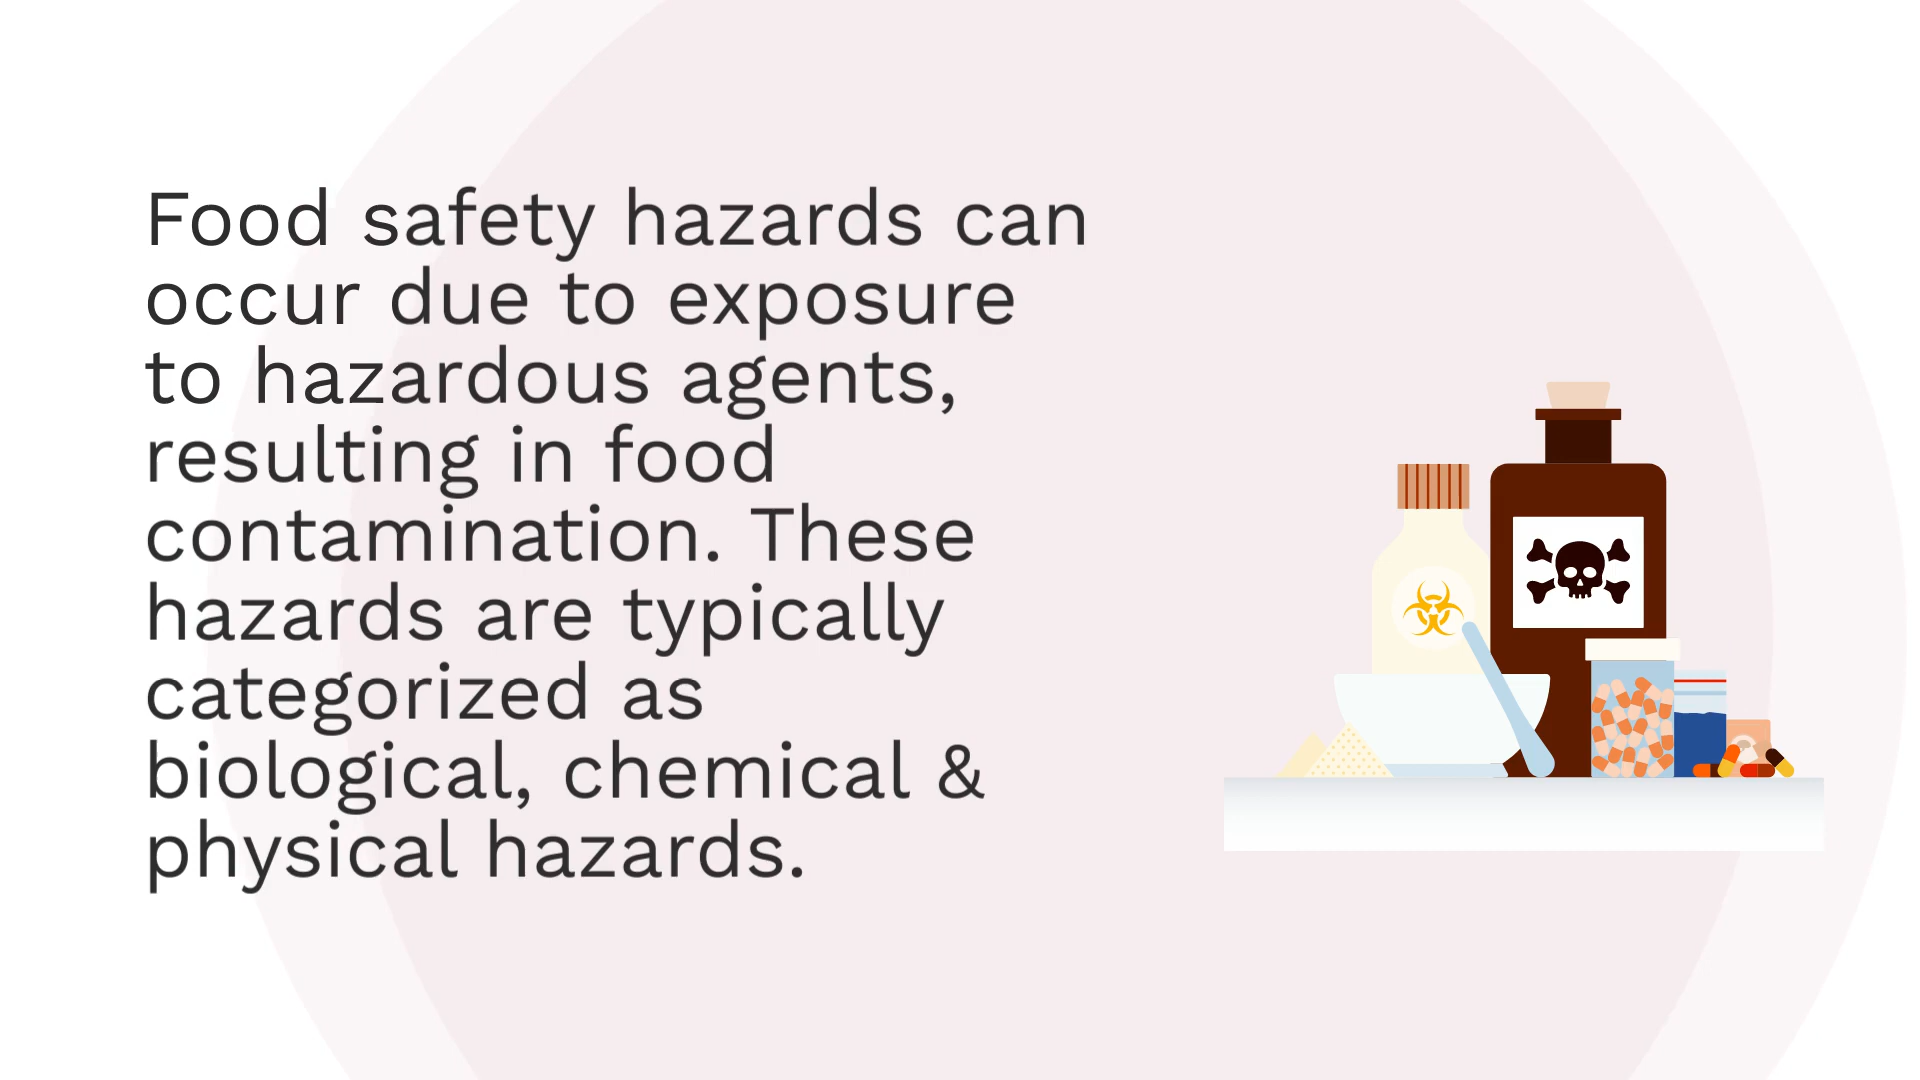 Food safety hazards can
occur due to exposure
to hazardous agents,
resulting in food
contamination. These
hazards are typically
categorized as
biological, chemical &
physical hazards.